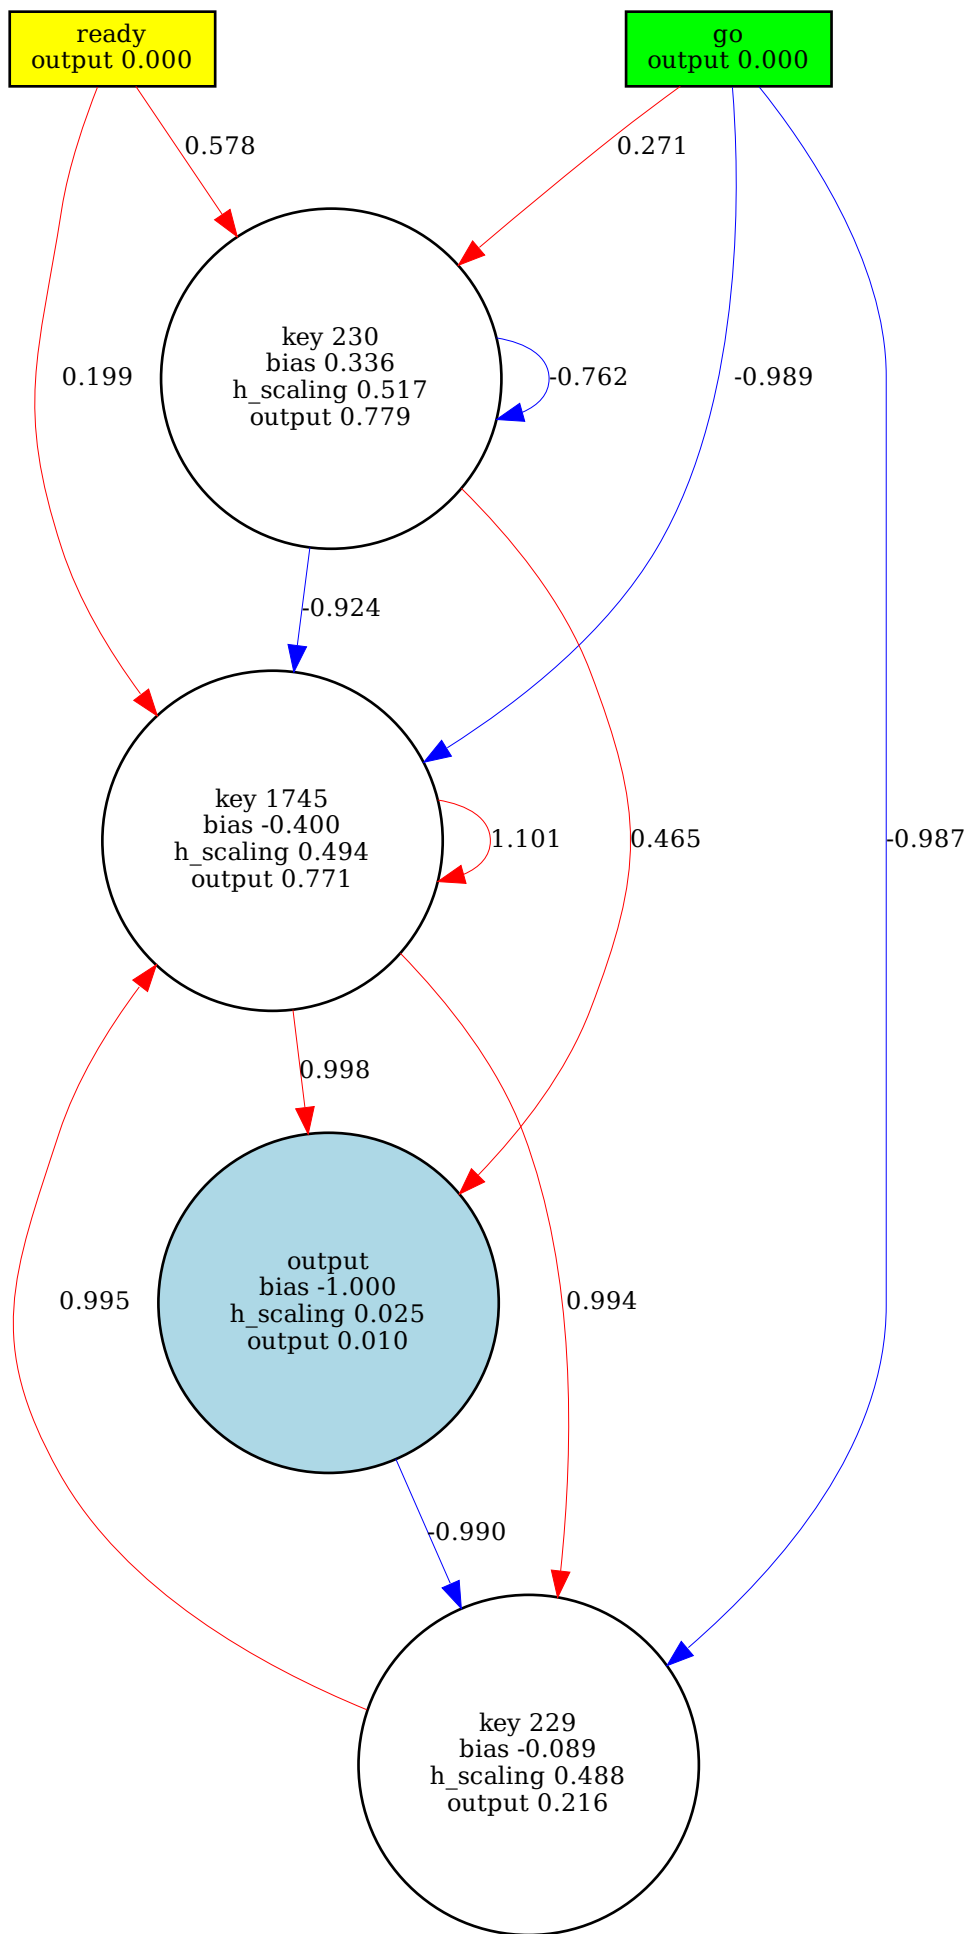 ready
output 0.000
go
output 0.000
0.578
0.271
key 230
bias 0.336
h_scaling 0.517
output 0.779
0.199
-0.762
-0.989
-0.924
key 1745
bias -0.400
h_scaling 0.494
output 0.771
1.101
0.465
-0.987
0.998
output
bias -1.000
h_scaling 0.025
output 0.010
0.995
0.994
-0.990
key 229
bias -0.089
h_scaling 0.488
output 0.216